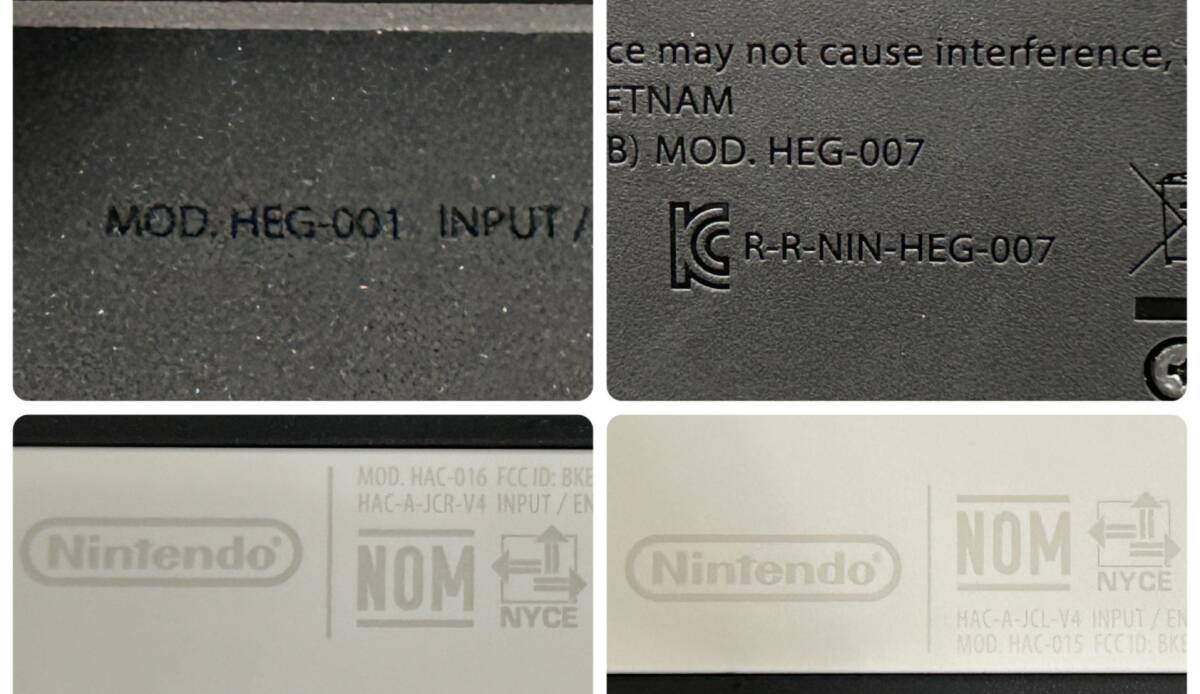 MOD. HEG-001 INPUT /
ce may not cause interference,
ETNAM
B) MOD. HEG-007
R-R-NIN-HEG-007
MOD. HAC-016 FCC ID: BKE
HAC-A-JCR-V4 INPUT / EN
Nintendo
NOM
NYCE
Nintendo
NOM
NYCE
HAC-A-JCL-V4 INPUT / EN
MOD. HAC-015 FCC ID: BKE